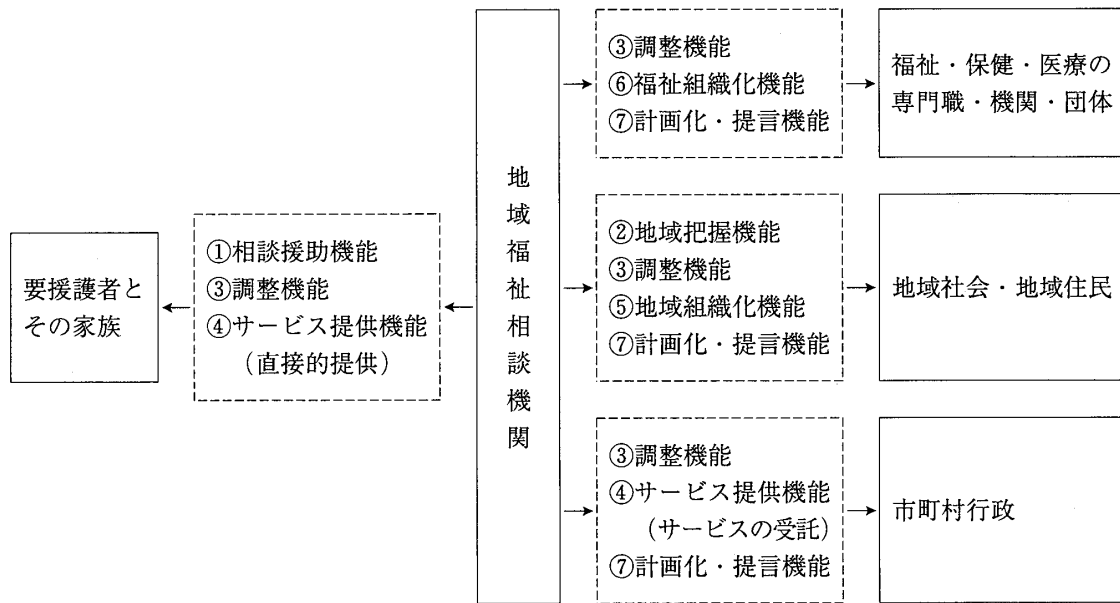 要援護者と
その家族
①相談援助機能
③調整機能
④サービス提供機能
（直接的提供）
地域福祉相談機関
③調整機能
⑥福祉組織化機能
⑦計画化・提言機能
福祉・保健・医療の
専門職・機関・団体
②地域把握機能
③調整機能
⑤地域組織化機能
⑦計画化・提言機能
地域社会・地域住民
③調整機能
④サービス提供機能
（サービスの受託）
⑦計画化・提言機能
市町村行政